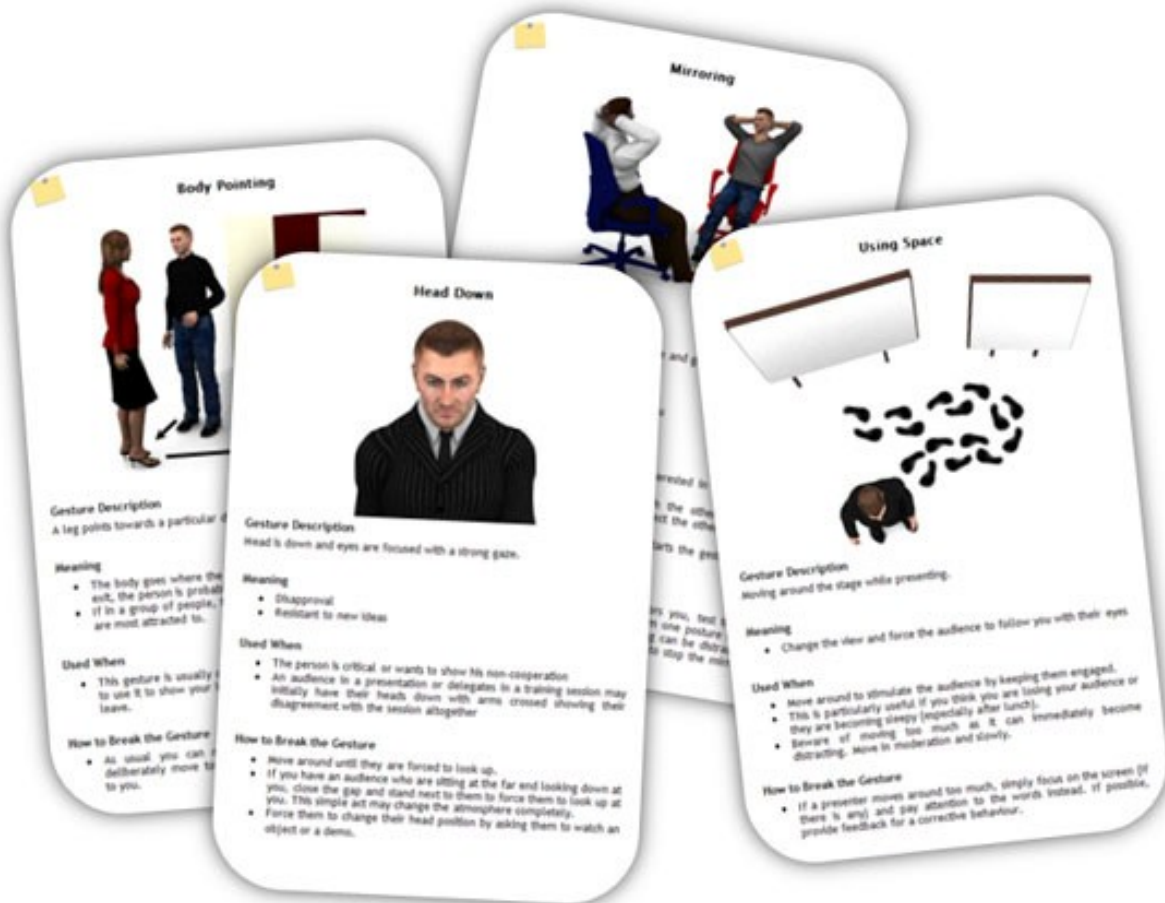 Body Pointing
Gesture Description
A leg points towards a particular
Meaning
The body goes where the
exit, the person is
If in a group of people,
are most attracted to.
Used When
This gesture is usually
to use it to show your
leave.
How to Break the Gesture
As usual you can
deliberately move
to you.
Mirroring
and
in
the
the
starts the
you, test
one posture
can be
to stop the
Head Down
Gesture Description
Head is down and eyes are focused with a strong gaze.
Meaning
Disapproval
Resistant to new ideas
Used When
The person is critical or wants to show his non-cooperation
An audience in a presentation or delegates in a training session may
initially have their heads down with arms crossed showing their
disagreement with the session altogether
How to Break the Gesture
Move around until they are forced to look up.
If you have an audience who are sitting at the far end looking down at
you, close the gap and stand next to them to force them to look up at
you. This simple act may change the atmosphere completely.
Force them to change their head position by asking them to watch an
object or a demo.
Using Space
Gesture Description
Moving around the stage while presenting.
Meaning
Change the view and force the audience to follow you with their eyes
Used When
Move around to stimulate the audience by keeping them engaged.
This is particularly useful if you think you are losing your audience or
they are becoming sleepy (especially after lunch).
Beware of moving too much as it can immediately become
distracting. Move in moderation and slowly.
How to Break the Gesture
If a presenter moves around too much, simply focus on the screen (if
there is any) and pay attention to the words instead. If possible,
provide feedback for a corrective behaviour.